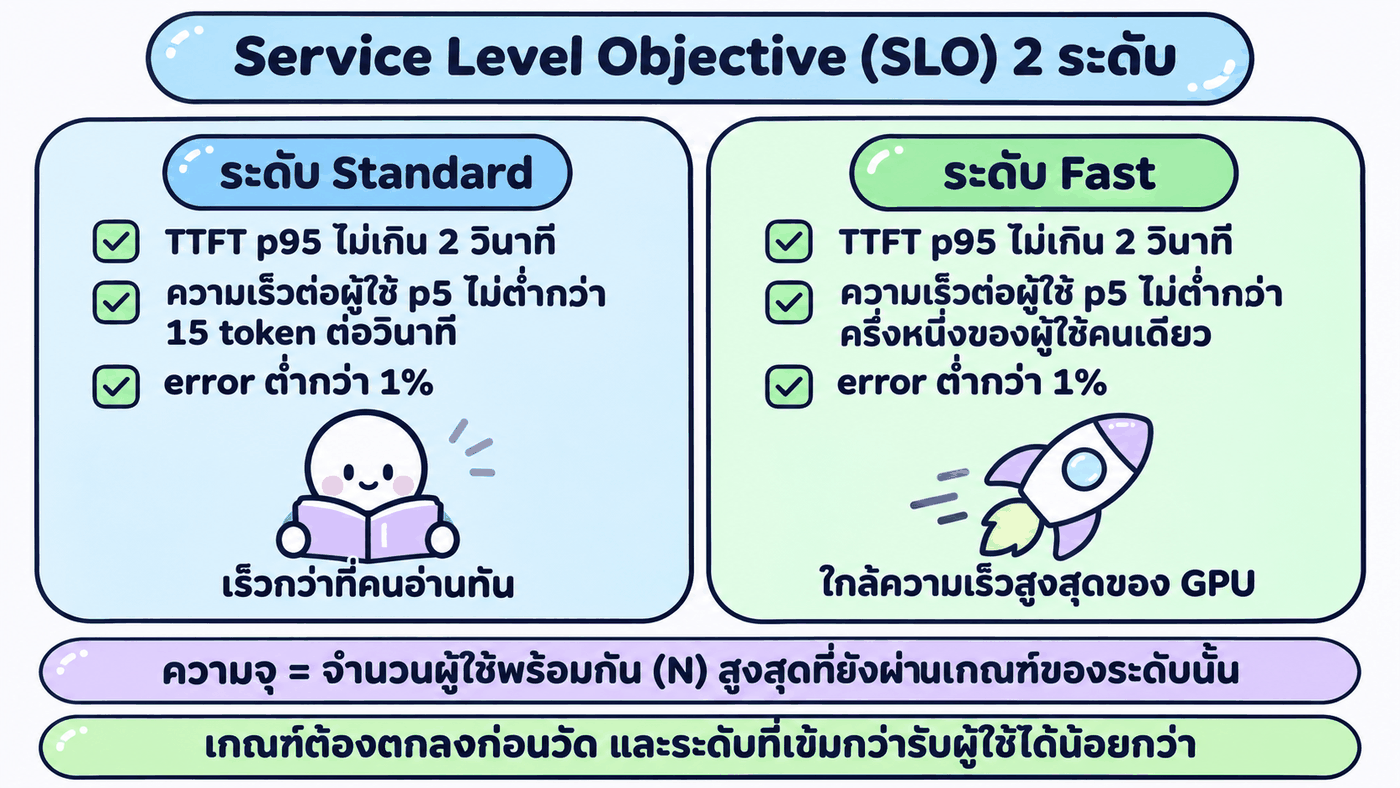 Service Level Objective (SLO) 2 ระดับ
ระดับ Standard
TTFT p95 ไม่เกิน 2 วินาที
ความเร็วต่อผู้ใช้ p5 ไม่ต่ำกว่า
15 token ต่อวินาที
error ต่ำกว่า 1%
เร็วกว่าที่คนอ่านทัน
ระดับ Fast
TTFT p95 ไม่เกิน 2 วินาที
ความเร็วต่อผู้ใช้ p5 ไม่ต่ำกว่า
ครึ่งหนึ่งของผู้ใช้คนเดียว
error ต่ำกว่า 1%
ใกล้ความเร็วสูงสุดของ GPU
ความจุ = จำนวนผู้ใช้พร้อมกัน (N) สูงสุดที่ยังผ่านเกณฑ์ของระดับนั้น
เกณฑ์ต้องตกลงก่อนวัด และระดับที่เข้มกว่ารับผู้ใช้ได้น้อยกว่า